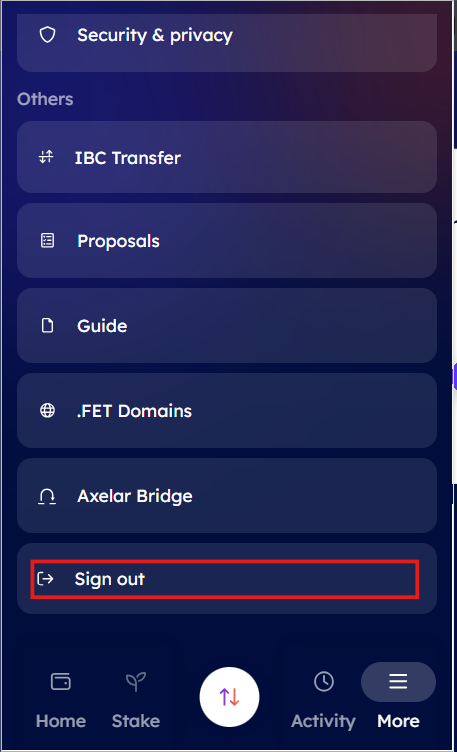 Security & privacy
Others
IBC Transfer
Proposals
Guide
.FET Domains
Axelar Bridge
Sign out
Home
Stake
Activity
More